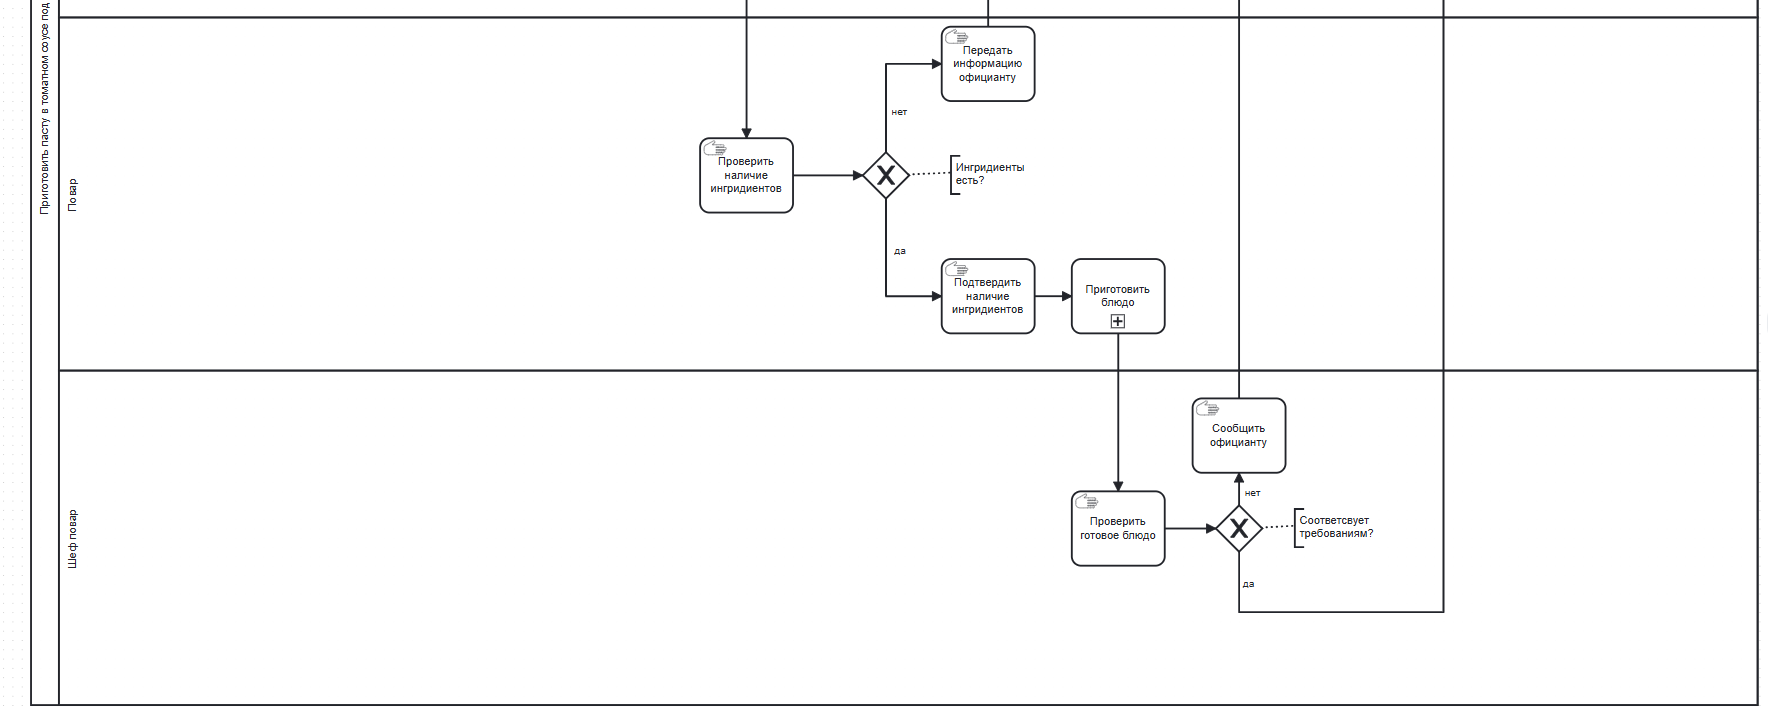 Приготовить пасту в томатном соусе под
Повар
Передать
информацию
официанту
нет
Проверить
наличие
ингридиентов
Ингридиенты
есть?
да
Подтвердить
наличие
ингридиентов
Приготовить
блюдо
Шеф повар
Сообщить
официанту
нет
Проверить
готовое блюдо
Соответсвует
требованиям?
да